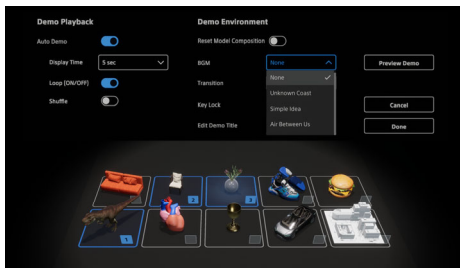 Demo Playback
Demo Environment
Auto Demo
Reset Model Composition
Display Time
5 sec
BGM
None
Preview Demo
None
Loop (ON/OFF)
Transition
Unknown Coast
Shuffle
Key Lock
Simple Idea
Cancel
Edit Demo Title
Air Between Us
Done
2
3
1